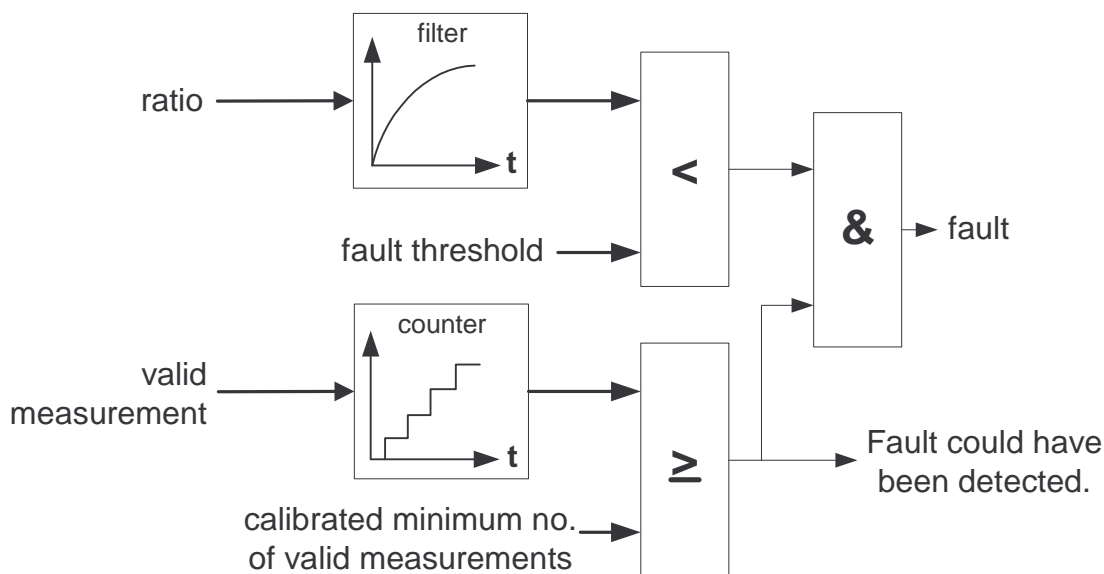 filter
ratio
t
<
&
fault
fault threshold
counter
valid
measurement
t
≥
Fault could have
been detected.
calibrated minimum no.
of valid measurements